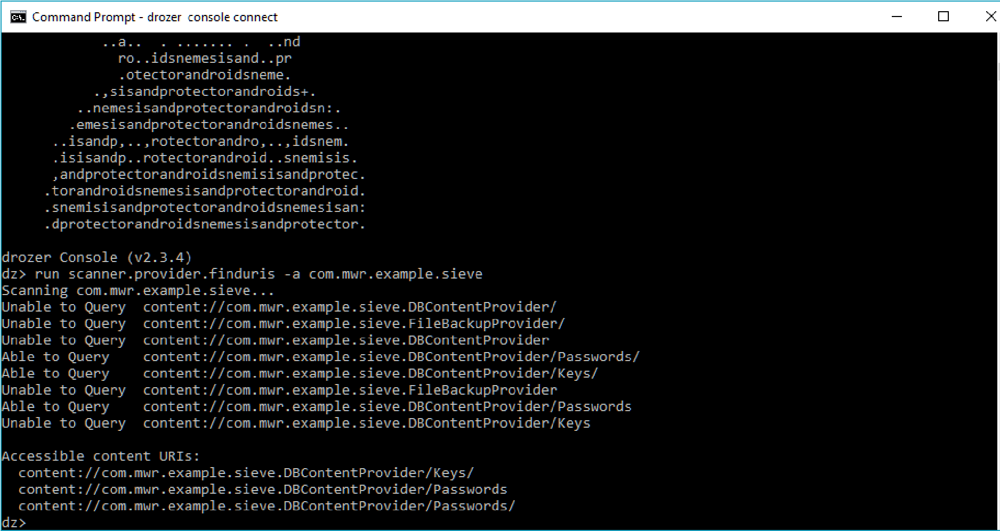 Command Prompt - drozer  console connect
..a..  . ....... .  ..nd
ro..idsnemesisand..pr
.otectorandroidsneme.
.,sisandprotectorandroids+.
..nemesisandprotectorandroidsn:.
.emesisandprotectorandroidsnemes..
..isandp,..,rotectorandro,..,idsnem.
.isisandp..rotectorandroid..snemisis.
,andprotectorandroidsnemisisandprotec.
.torandroidsnemesisandprotectorandroid.
.snemisisandprotectorandroidsnemesisan:
.dprotectorandroidsnemesisandprotector.
drozer Console (v2.3.4)
dz> run scanner.provider.finduris -a com.mwr.example.sieve
Scanning com.mwr.example.sieve...
Unable to Query  content://com.mwr.example.sieve.DBContentProvider/
Unable to Query  content://com.mwr.example.sieve.FileBackupProvider/
Unable to Query  content://com.mwr.example.sieve.DBContentProvider
Able to Query    content://com.mwr.example.sieve.DBContentProvider/Passwords/
Able to Query    content://com.mwr.example.sieve.DBContentProvider/Keys/
Unable to Query  content://com.mwr.example.sieve.FileBackupProvider
Able to Query    content://com.mwr.example.sieve.DBContentProvider/Passwords
Unable to Query  content://com.mwr.example.sieve.DBContentProvider/Keys
Accessible content URIs:
content://com.mwr.example.sieve.DBContentProvider/Keys/
content://com.mwr.example.sieve.DBContentProvider/Passwords
content://com.mwr.example.sieve.DBContentProvider/Passwords/
dz>